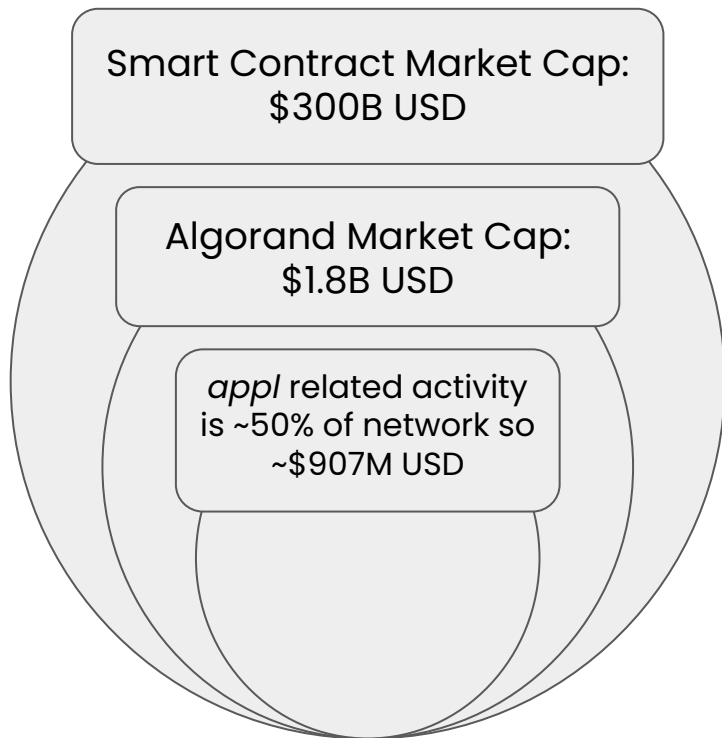 Smart Contract Market Cap:
$300B USD
Algorand Market Cap:
$1.8B USD
appl related activity
is ~50% of network so
~$907M USD